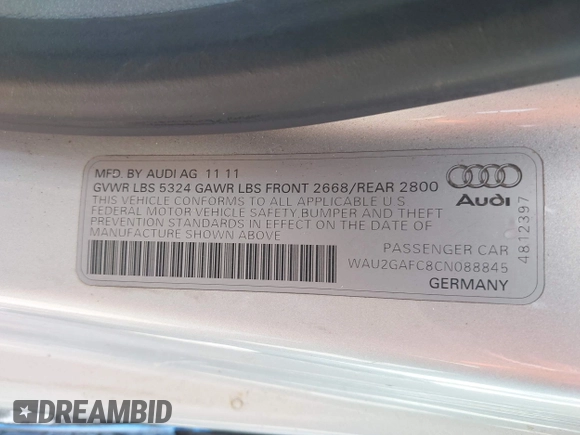 MFD. BY AUDI AG 11 11
GVWR LBS 5324 GAWR LBS FRONT 2668/REAR 2800
THIS VEHICLE CONFORMS TO ALL APPLICABLE U S
FEDERAL MOTOR VEHICLE SAFETY BUMPER AND THEFT
PREVENTION STANDARDS IN EFFECT ON THE DATE OF
MANUFACTURE SHOWN ABOVE
Audi
4812397
PASSENGER CAR
WAU2GAFC8CN088845
GERMANY
DREAMBID